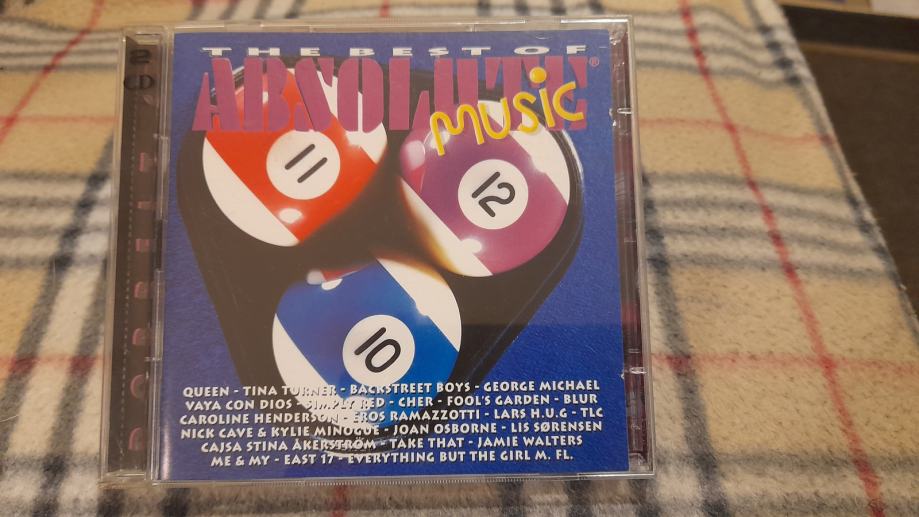 2
CD
THE BEST OF
ABSOLUTE®
MUSIC
11
12
10
QUEEN - TINA TURNER - BACKSTREET BOYS - GEORGE MICHAEL
VAYA CON DIOS - SIMPLY RED - CHER - FOOL'S GARDEN - BLUR
CAROLINE HENDERSON - EROS RAMAZZOTTI - LARS H.U.G - TLC
NICK CAVE & KYLIE MINOGUE - JOAN OSBORNE - LIS SØRENSEN
CAJSA STINA ÅKERSTRÖM - TAKE THAT - JAMIE WALTERS
ME & MY - EAST 17 - EVERYTHING BUT THE GIRL M. FL.